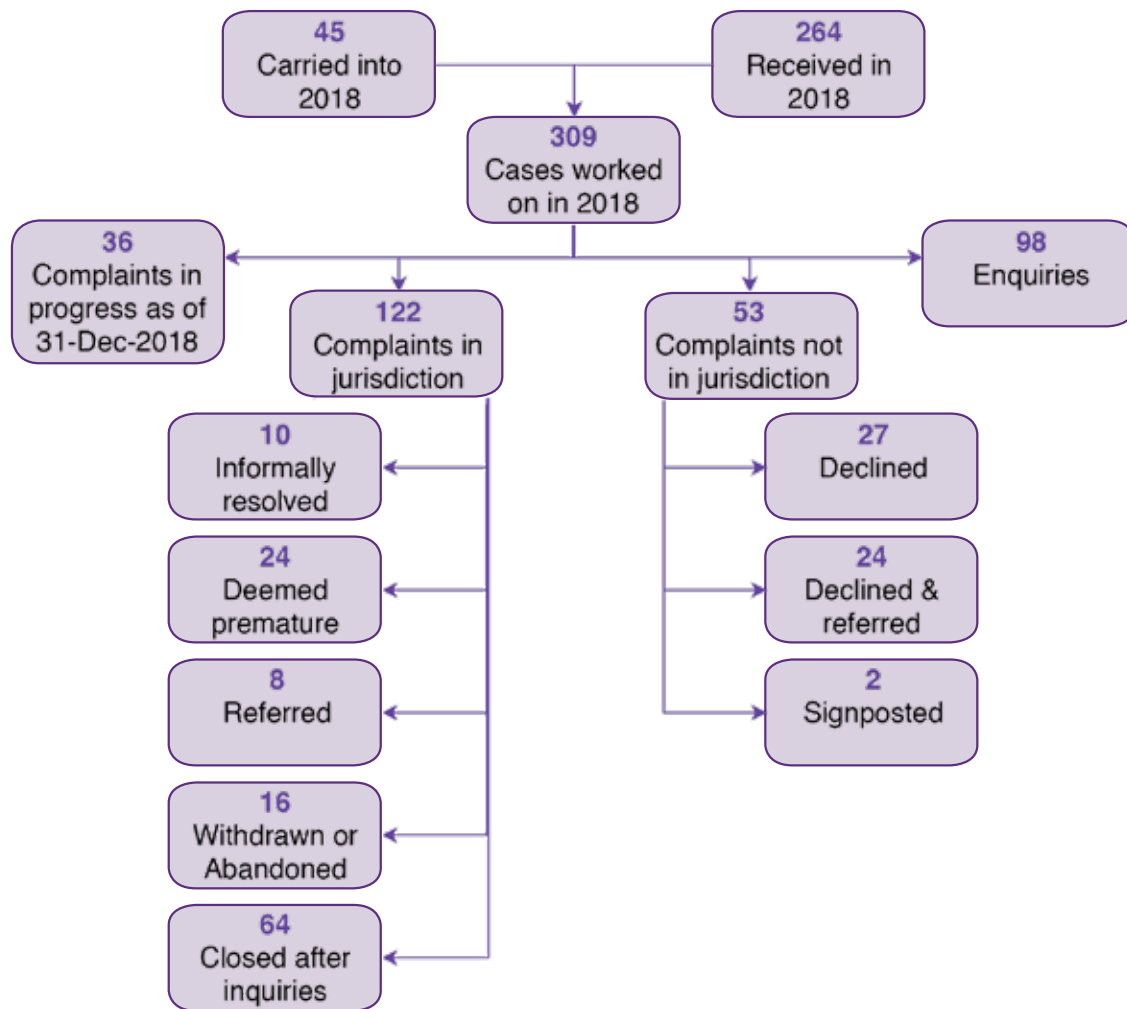 45
Carried into
2018
264
Received in
2018
309
Cases worked
on in 2018
36
Complaints in
progress as of
31-Dec-2018
122
Complaints in
jurisdiction
53
Complaints not
in jurisdiction
98
Enquiries
10
Informally
resolved
24
Deemed
premature
8
Referred
16
Withdrawn or
Abandoned
64
Closed after
inquiries
27
Declined
24
Declined &
referred
2
Signposted